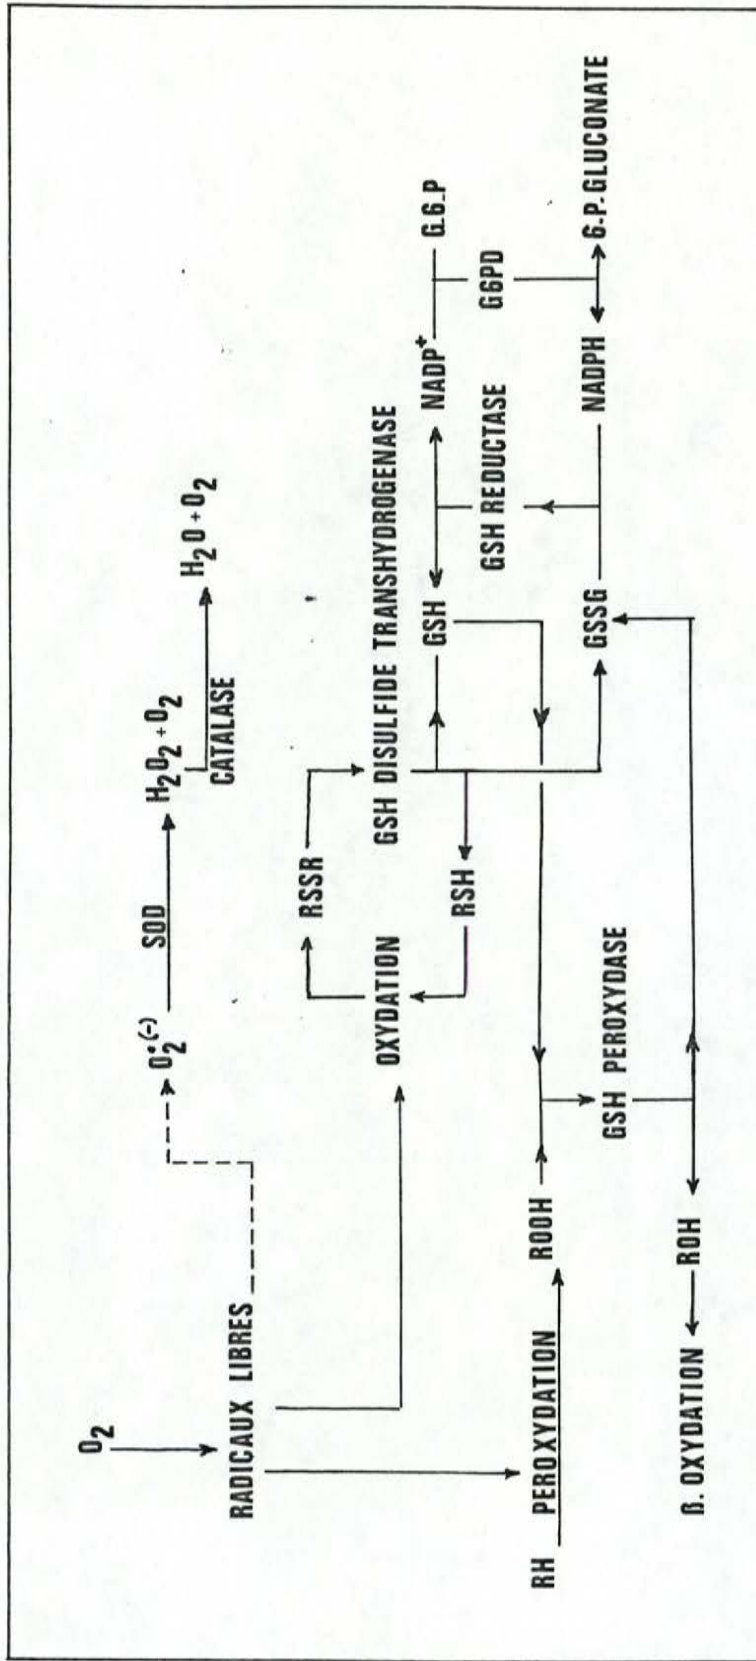 O2
RADICAUX LIBRES
O2•(-)
SOD
H2O2 + O2
CATALASE
H2O + O2
OXYDATION
RSSR
RSH
GSH DISULFIDE TRANSHYDROGENASE
GSH
NADP+
G.6.P
GSH REDUCTASE
G6PD
GSSG
NADPH
6.P.GLUCONATE
RH
PEROXYDATION
ROOH
GSH PEROXYDASE
ROH
β. OXYDATION